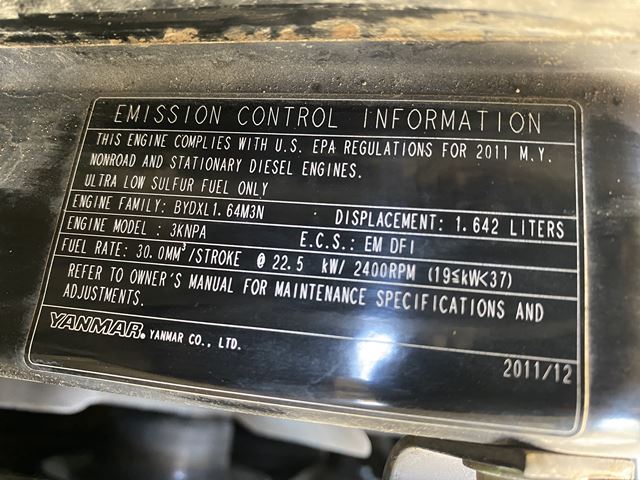 EMISSION CONTROL INFORMATION
THIS ENGINE COMPLIES WITH U.S. EPA REGULATIONS FOR 2011 M.Y.
NONROAD AND STATIONARY DIESEL ENGINES.
ULTRA LOW SULFUR FUEL ONLY
ENGINE FAMILY: BYDXL1.64M3N DISPLACEMENT: 1.642 LITERS
ENGINE MODEL : 3KNPA E.C.S.: EM DFI
FUEL RATE: 30.0MM³/STROKE @ 22.5 kW/ 2400RPM (19≤kW<37)
REFER TO OWNER'S MANUAL FOR MAINTENANCE SPECIFICATIONS AND
ADJUSTMENTS.
YANMAR® YANMAR CO., LTD.
2011/12